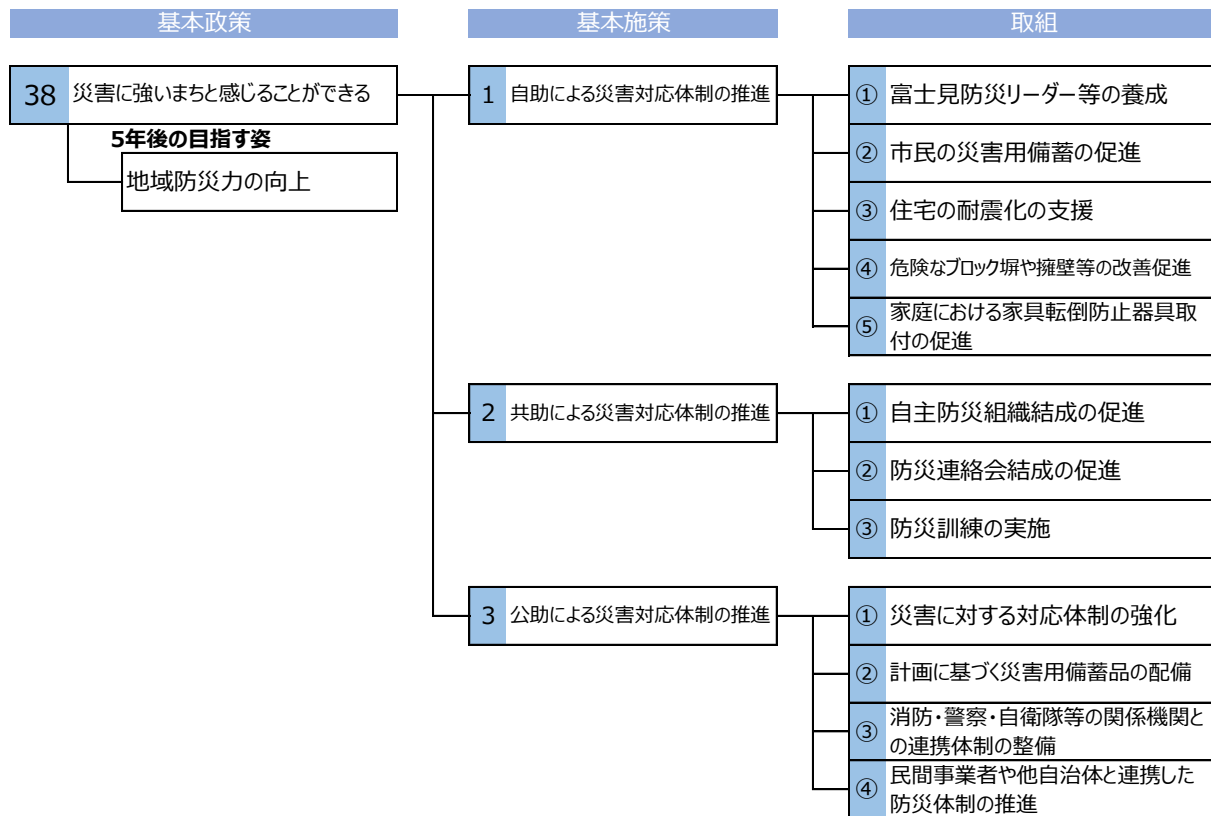 基本政策
基本施策
取組
38 災害に強いまちと感じることができる
5年後の目指す姿
地域防災力の向上
1 自助による災害対応体制の推進
① 富士見防災リーダー等の養成
② 市民の災害用備蓄の促進
③ 住宅の耐震化の支援
④ 危険なブロック塀や擁壁等の改善促進
⑤ 家庭における家具転倒防止器具取
付の促進
2 共助による災害対応体制の推進
① 自主防災組織結成の促進
② 防災連絡会結成の促進
③ 防災訓練の実施
3 公助による災害対応体制の推進
① 災害に対する対応体制の強化
② 計画に基づく災害用備蓄品の配備
③ 消防・警察・自衛隊等の関係機関と
の連携体制の整備
④ 民間事業者や他自治体と連携した
防災体制の推進